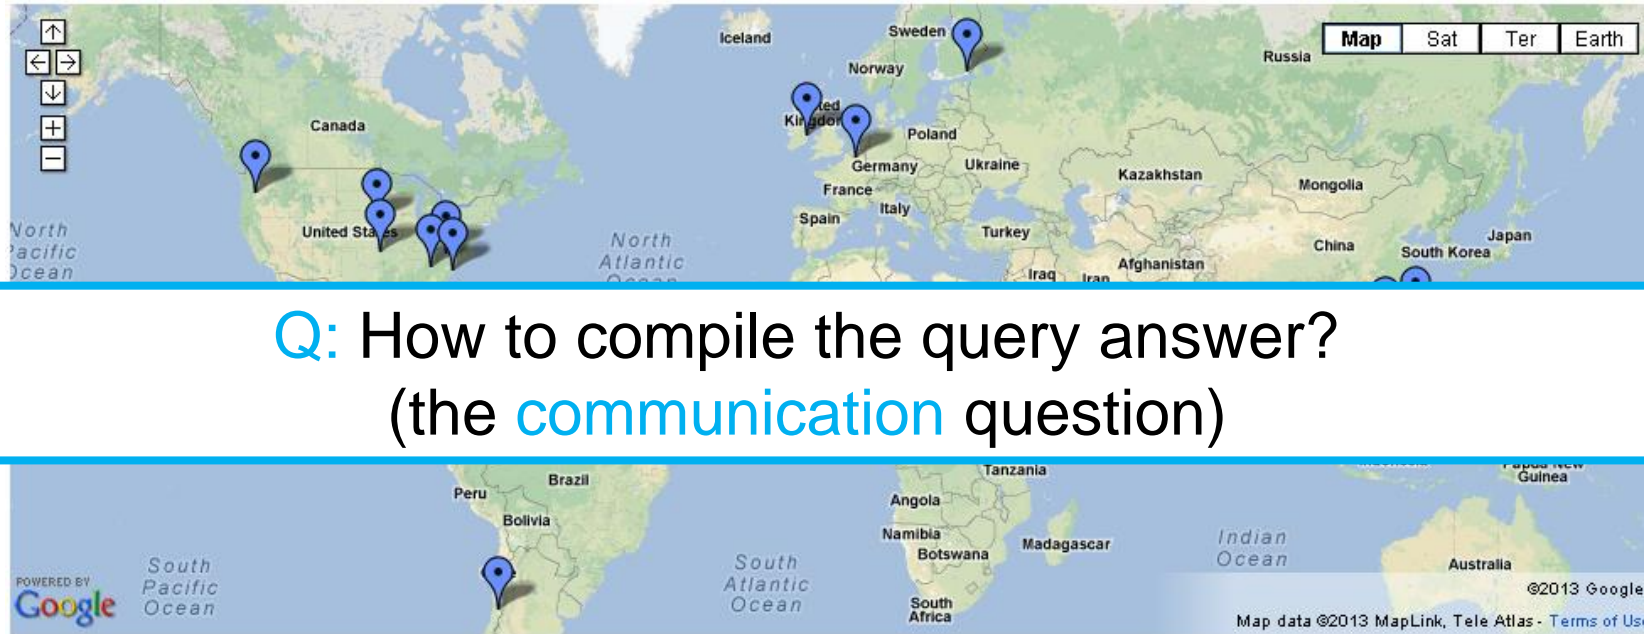 Iceland
Sweden
Map Sat Ter Earth
Russia
Norway
Canada
Poland
Germany
Ukraine
Kazakhstan
France
Mongolia
Italy
Spain
North
Pacific
Ocean
United States
North
Atlantic
Ocean
Turkey
China
South Korea
Japan
Afghanistan
Iraq
Iran
Q: How to compile the query answer?
(the communication question)
Tanzania
Brazil
Peru
Guinea
Angola
Bolivia
Namibia
Botswana
Madagascar
Indian
Ocean
South
Pacific
Ocean
South
Atlantic
Ocean
Australia
POWERED BY
Google
South
Africa
©2013 Google
Map data ©2013 MapLink, Tele Atlas - Terms of Use